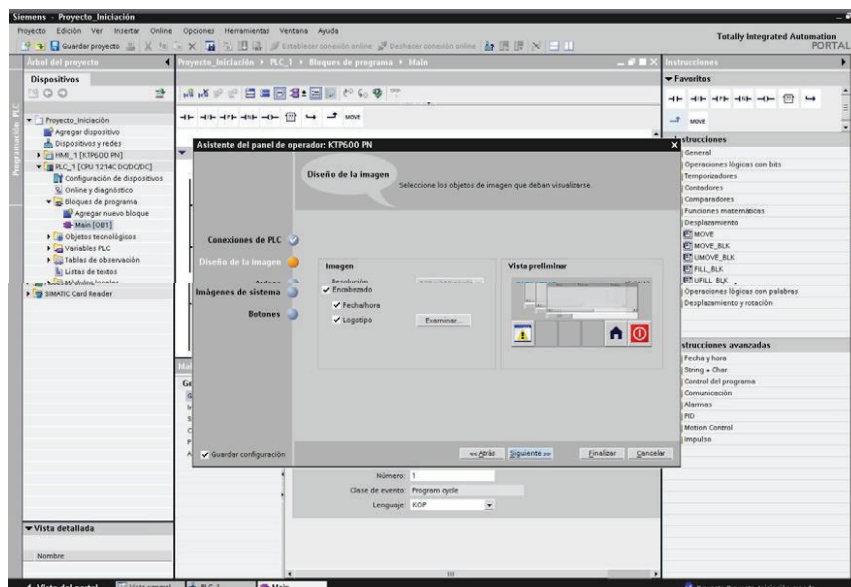 Siemens - Proyecto_Iniciación
Proyecto Edición Ver Insertar Online Opciones Herramientas Ventana Ayuda
Guardar proyecto
Establecer conexión online
Deshacer conexión online
Totally Integrated Automation
PORTAL
Árbol del proyecto
Proyecto_Iniciación PLC_1 Bloques de programa Main
Instrucciones
Dispositivos
Favoritos
Programación PLC
Proyecto_Iniciación
Agregar dispositivo
Dispositivos y redes
HMI_1 [KTP600 PN]
PLC_1 [CPU 1214C DC/DC/DC]
Configuración de dispositivos
Online y diagnóstico
Bloques de programa
Agregar nuevo bloque
Main [OB1]
Objetos tecnológicos
Variables PLC
Tablas de observación
Listas de textos
SIMATIC Card Reader
MOVE
Asistente del panel de operador: KTP600 PN
Diseño de la imagen
Seleccione los objetos de imagen que deban visualizarse.
Conexiones de PLC
Diseño de la imagen
Imágenes de sistema
Botones
Imagen
Resolución
Encabezado
Fecha/hora
Logotipo
Examinar...
Vista preliminar
Guardar configuración
<< Atrás
Siguiente >>
Finalizar
Cancelar
Número: 1
Clase de evento: Program cycle
Lenguaje: KOP
MOVE
strucciones
General
Operaciones lógicas con bits
Temporizadores
Contadores
Comparadores
Funciones matemáticas
Desplazamiento
MOVE
MOVE_BLK
UMOVE_BLK
FILL_BLK
UFILL_BLK
Operaciones lógicas con palabras
Desplazamiento y rotación
strucciones avanzadas
Fecha y hora
String + Char
Control del programa
Comunicación
Alarmas
PID
Motion Control
Impulso
Vista detallada
Nombre
Vista del portal
Vista general
PLC_1
Main